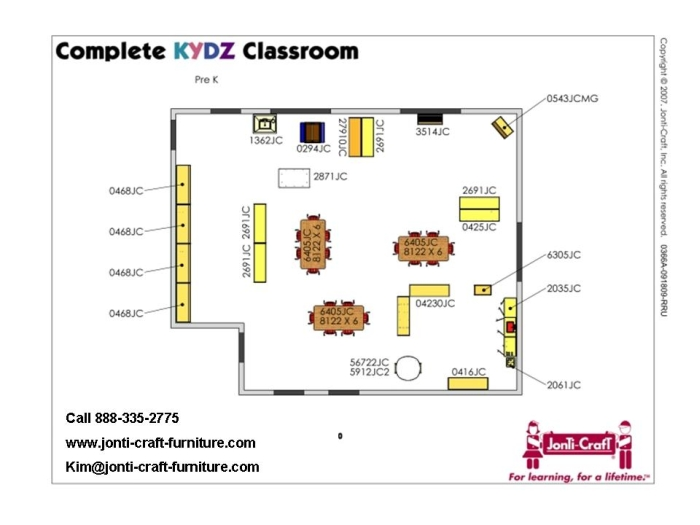 Complete KYDZ Classroom
Pre K
0543JCMG
1362JC
0294JC
27910JC
2691JC
3514JC
2871JC
0468JC
2691JC
0425JC
0468JC
2691JC 2691JC
6405JC
8122 X 6
6405JC
8122 X 6
6305JC
0468JC
2035JC
04230JC
0468JC
6405JC
8122 X 6
56722JC
5912JC2
0416JC
2061JC
Call 888-335-2775
www.jonti-craft-furniture.com
Kim@jonti-craft-furniture.com
0
Jonti-Craft®
For learning, for a lifetime.™
Copyright © 2007, Jonti-Craft, Inc. All rights reserved. 0366A-091809-RRU